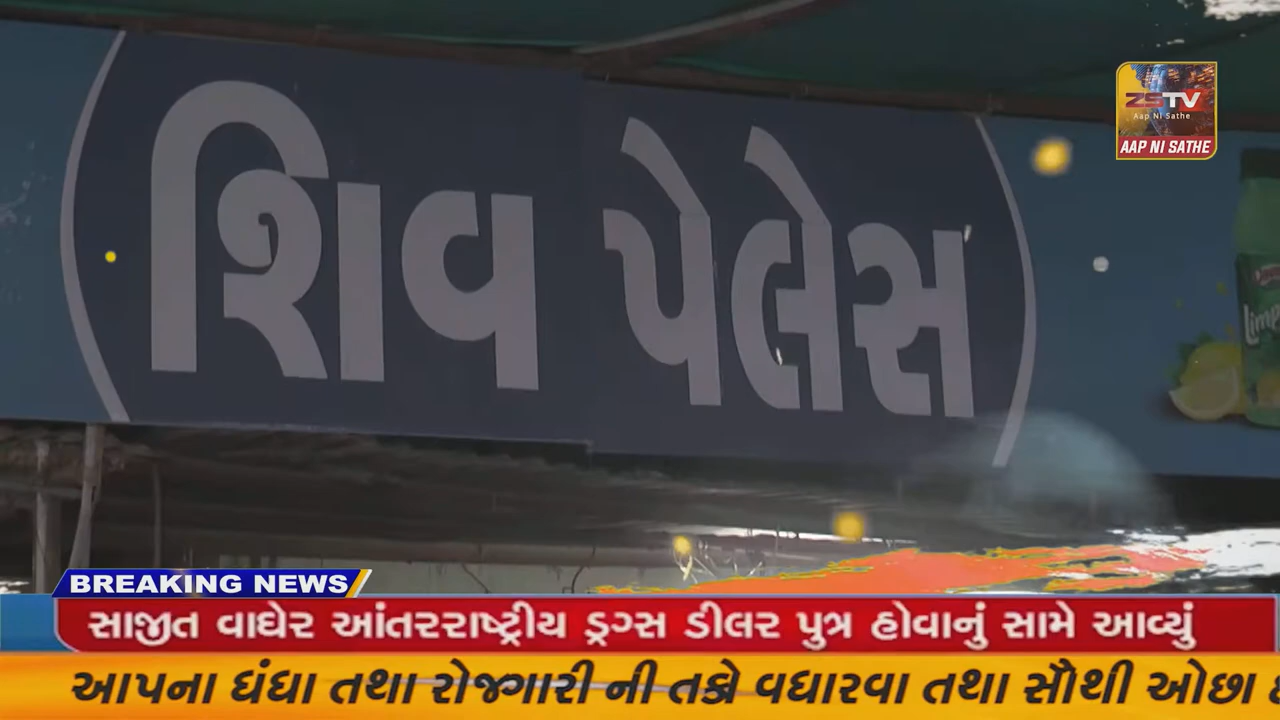 શિવ પેલેસ
ZSTV
Aap Ni Sathe
AAP NI SATHE
BREAKING NEWS
સાજીત વાઘેર આંતરરાષ્ટ્રીય ડ્રગ્સ ડીલર પુત્ર હોવાનું સામે આવ્યું
આપના ધંધા તથા રોજગારી ની તકો વધારવા તથા સૌથી ઓછા